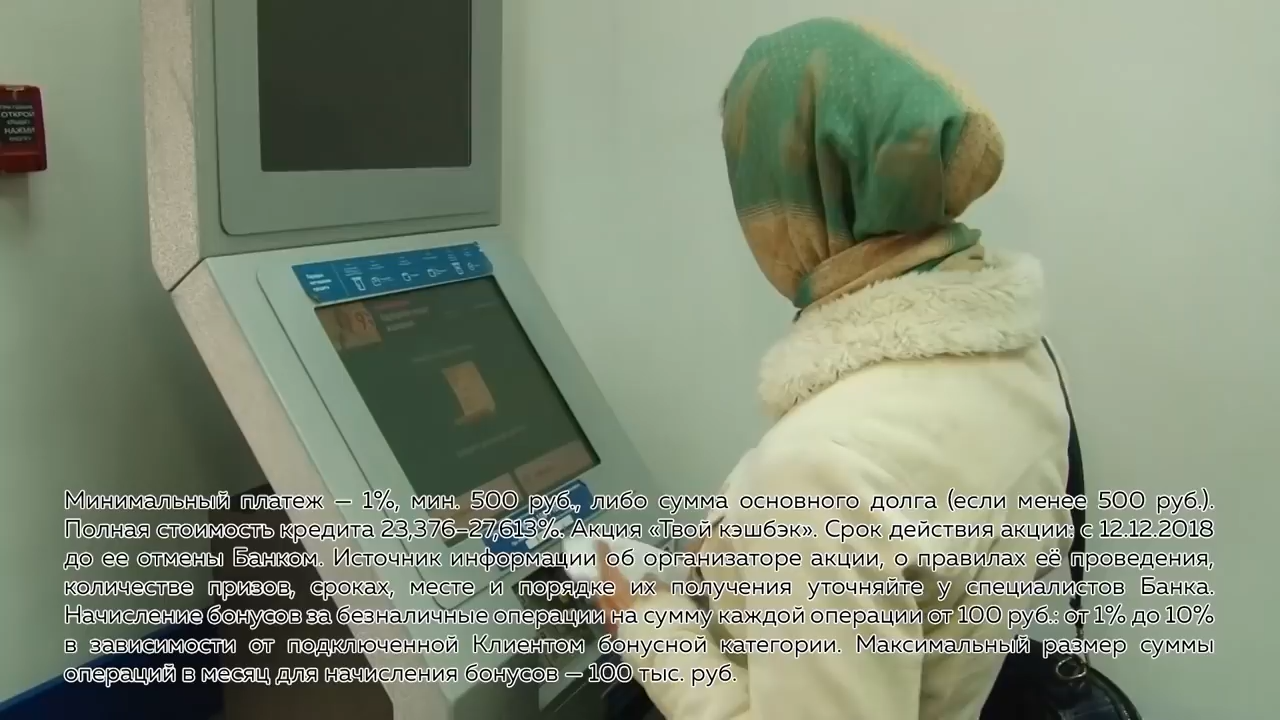 ОТКРОЙ
НАЖМИ
Минимальный платеж — 1%, мин. 500 руб., либо сумма основного долга (если менее 500 руб.).
Полная стоимость кредита 23,376–27,613%. Акция «Твой кэшбэк». Срок действия акции: с 12.12.2018
до ее отмены Банком. Источник информации об организаторе акции, о правилах её проведения,
количестве призов, сроках, месте и порядке их получения уточняйте у специалистов Банка.
Начисление бонусов за безналичные операции на сумму каждой операции от 100 руб.: от 1% до 10%
в зависимости от подключенной Клиентом бонусной категории. Максимальный размер суммы
операций в месяц для начисления бонусов — 100 тыс. руб.